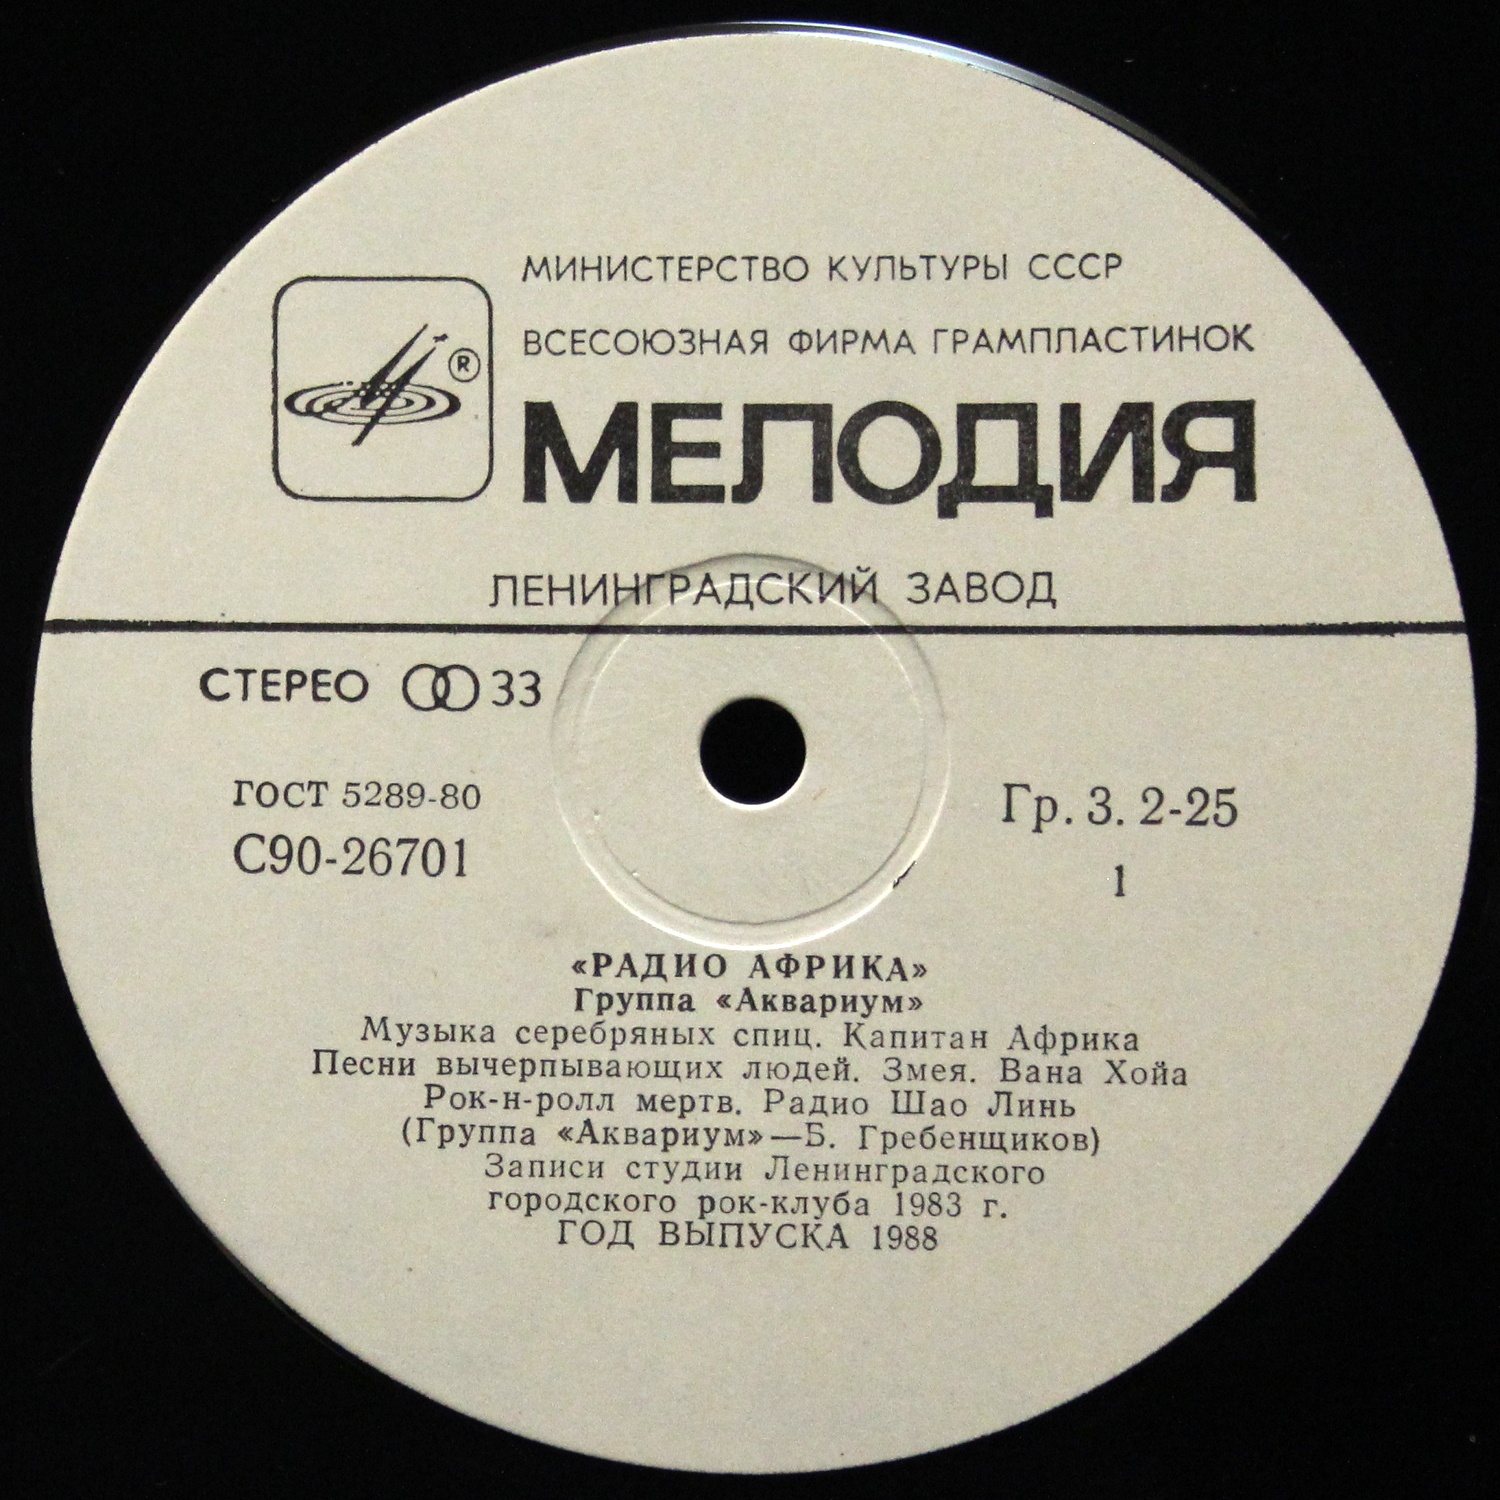 МИНИСТЕРСТВО КУЛЬТУРЫ СССР
ВСЕСОЮЗНАЯ ФИРМА ГРАМПЛАСТИНОК
®
МЕЛОДИЯ
ЛЕНИНГРАДСКИЙ ЗАВОД
СТЕРЕО 33
ГОСТ 5289-80
Гр. 3. 2-25
С90-26701
1
«РАДИО АФРИКА»
Группа «Аквариум»
Музыка серебряных спиц. Капитан Африка
Песни вычерпывающих людей. Змея. Вана Хойа
Рок-н-ролл мертв. Радио Шао Линь
(Группа «Аквариум»—Б. Гребенщиков)
Записи студии Ленинградского
городского рок-клуба 1983 г.
ГОД ВЫПУСКА 1988